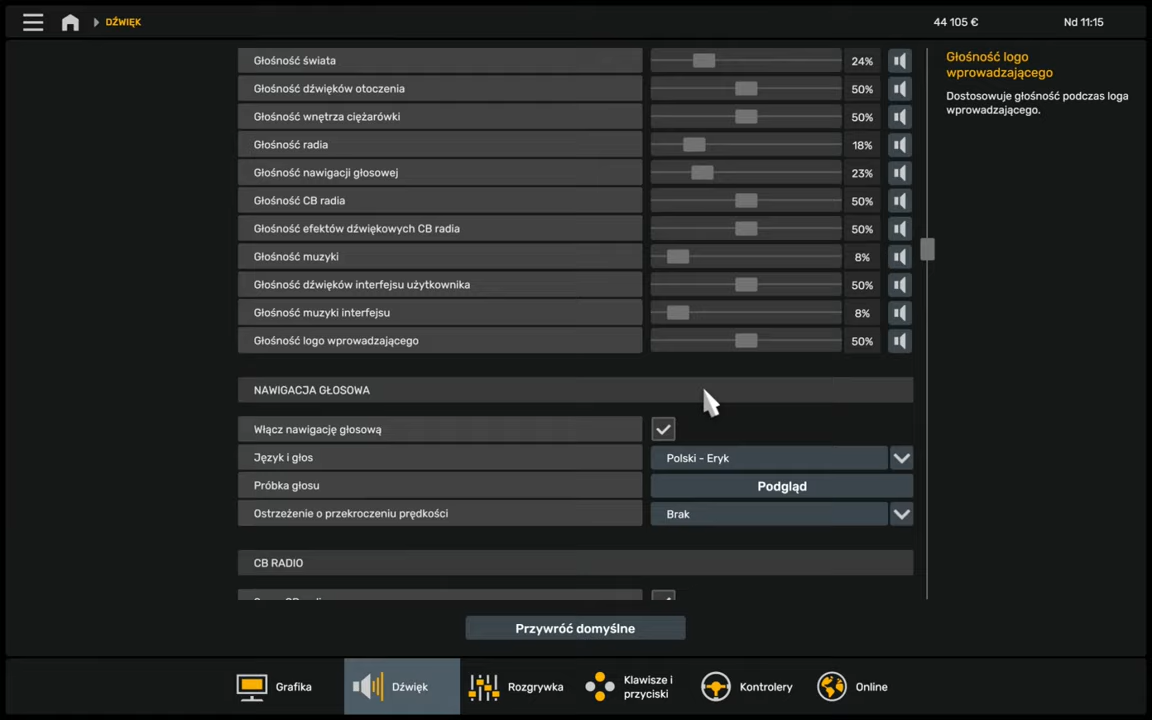 DŹWIĘK
44 105 €
Nd 11:15
Głośność świata 24%
Głośność dźwięków otoczenia 50%
Głośność wnętrza ciężarówki 50%
Głośność radia 18%
Głośność nawigacji głosowej 23%
Głośność CB radia 50%
Głośność efektów dźwiękowych CB radia 50%
Głośność muzyki 8%
Głośność dźwięków interfejsu użytkownika 50%
Głośność muzyki interfejsu 8%
Głośność logo wprowadzającego 50%
NAWIGACJA GŁOSOWA
Włącz nawigację głosową
Język i głos Polski - Eryk
Próbka głosu Podgląd
Ostrzeżenie o przekroczeniu prędkości Brak
CB RADIO
Głośność logo
wprowadzającego
Dostosowuje głośność podczas loga
wprowadzającego.
Przywróć domyślne
Grafika
Dźwięk
Rozgrywka
Klawisze i
przyciski
Kontrolery
Online